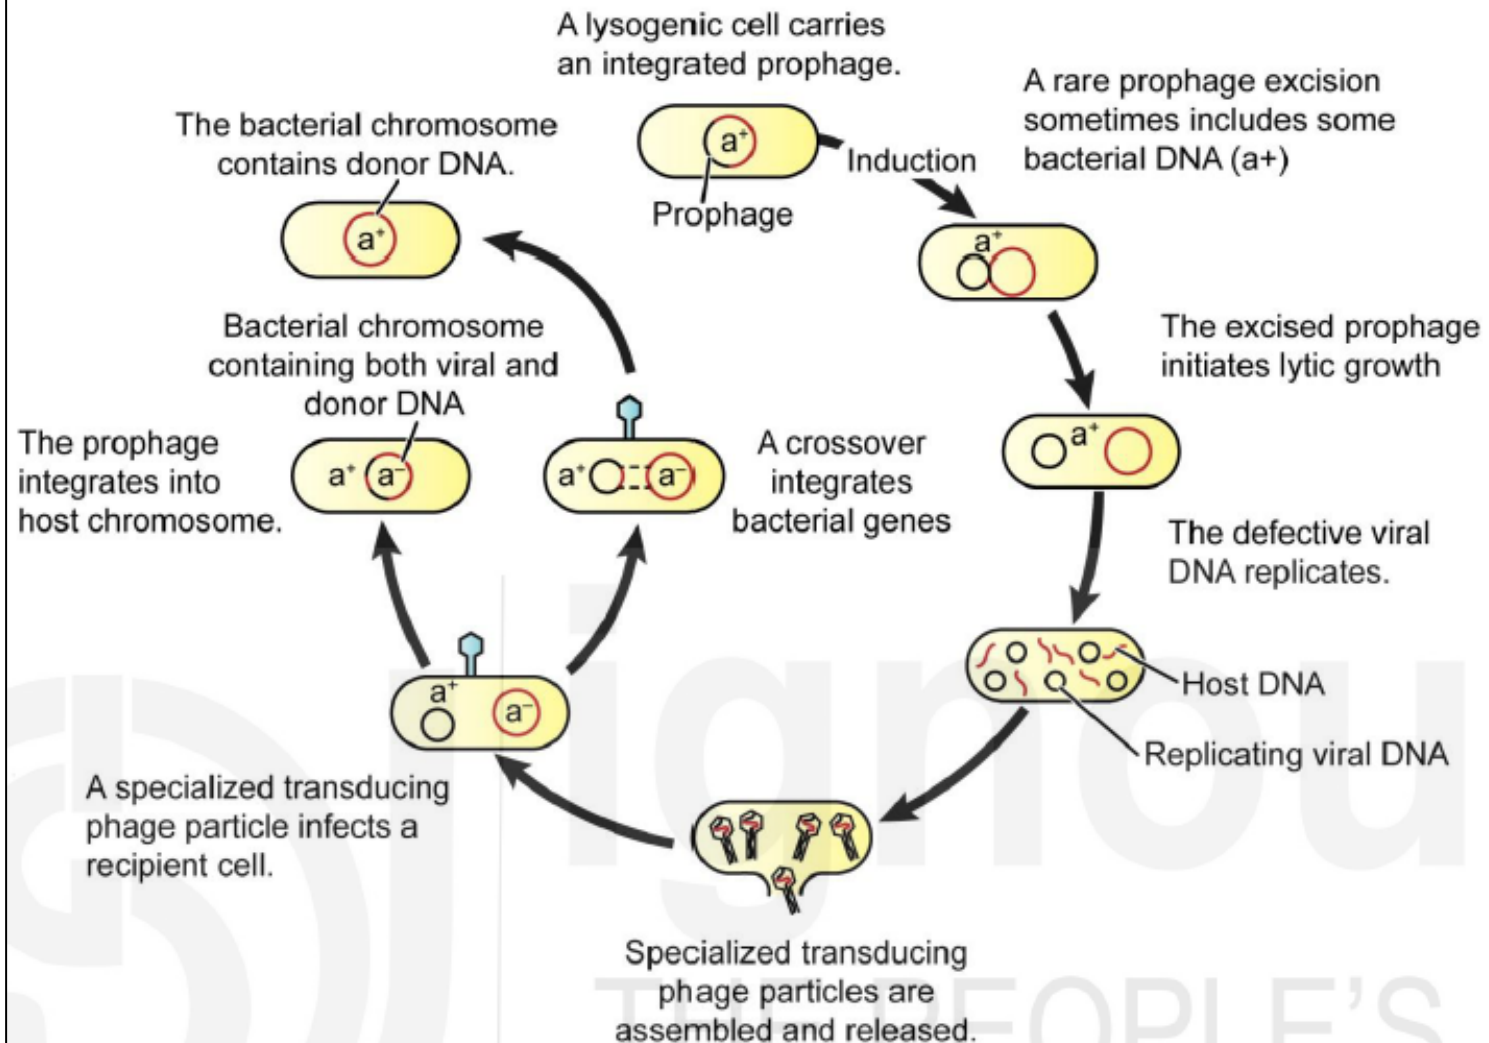 A lysogenic cell carries
an integrated prophage.
a⁺
Prophage
Induction
A rare prophage excision
sometimes includes some
bacterial DNA (a+)
a⁺
The excised prophage
initiates lytic growth
a⁺
The defective viral
DNA replicates.
Host DNA
Replicating viral DNA
Specialized transducing
phage particles are
assembled and released.
A specialized transducing
phage particle infects a
recipient cell.
a⁺
a⁻
The prophage
integrates into
host chromosome.
Bacterial chromosome
containing both viral and
donor DNA
a⁺ a⁻
A crossover
integrates
bacterial genes
a⁺ a⁻
The bacterial chromosome
contains donor DNA.
a⁺
ignou
THE PEOPLE'S